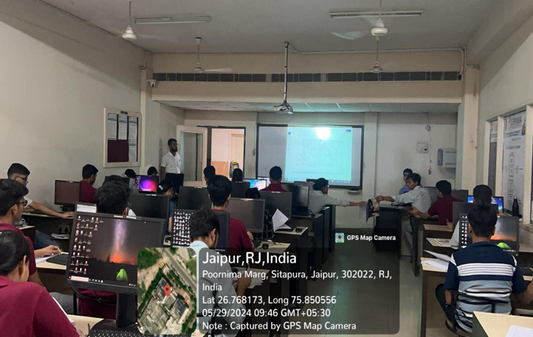 GPS Map Camera
Jaipur,RJ,India
Poornima Marg, Sitapura, Jaipur, 302022, RJ,
India
Lat 26.768173, Long 75.850556
05/29/2024 09:46 GMT+05:30
Note : Captured by GPS Map Camera